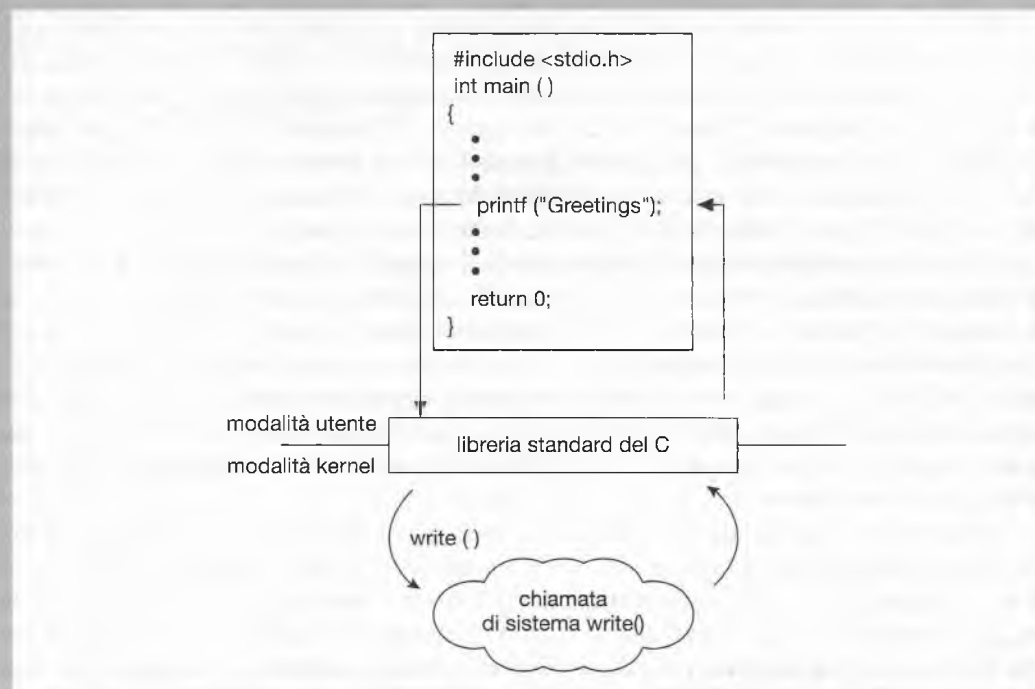 #include <stdio.h>
int main ( )
{
printf ("Greetings");
return 0;
}
modalità utente
libreria standard del C
modalità kernel
write ( )
chiamata
di sistema write()